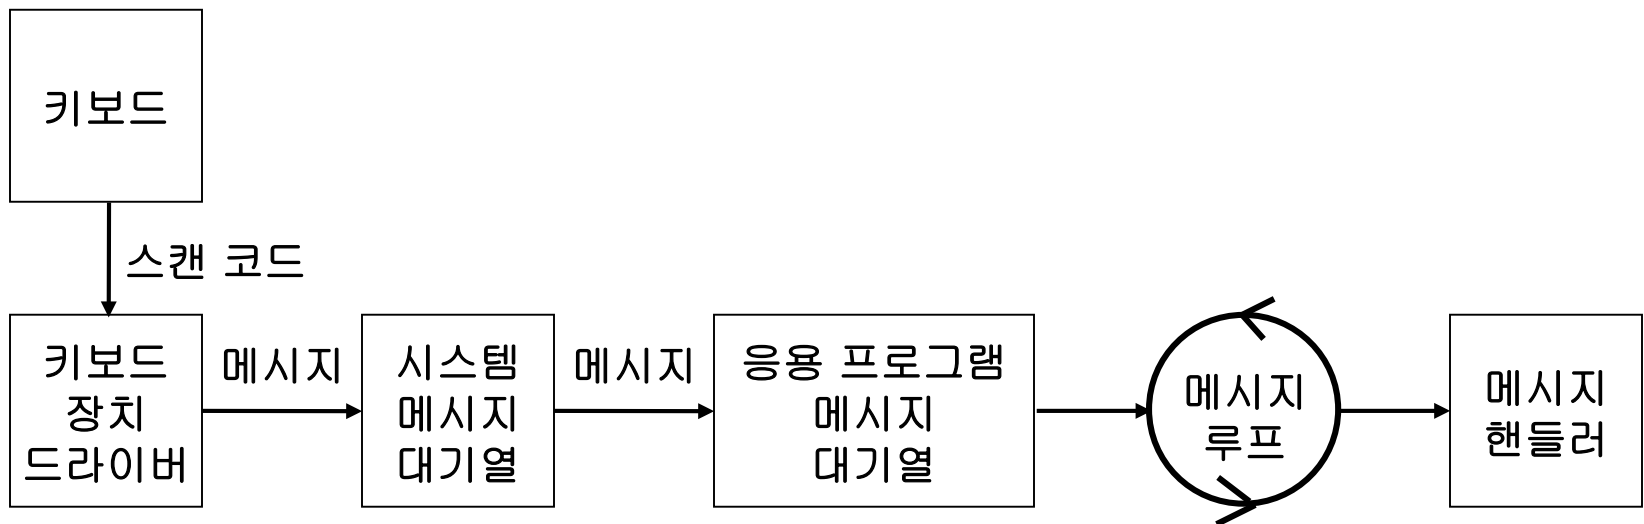 키보드
스캔 코드
키보드
장치
드라이버
메시지
시스템
메시지
대기열
메시지
응용 프로그램
메시지
대기열
메시지
루프
메시지
핸들러